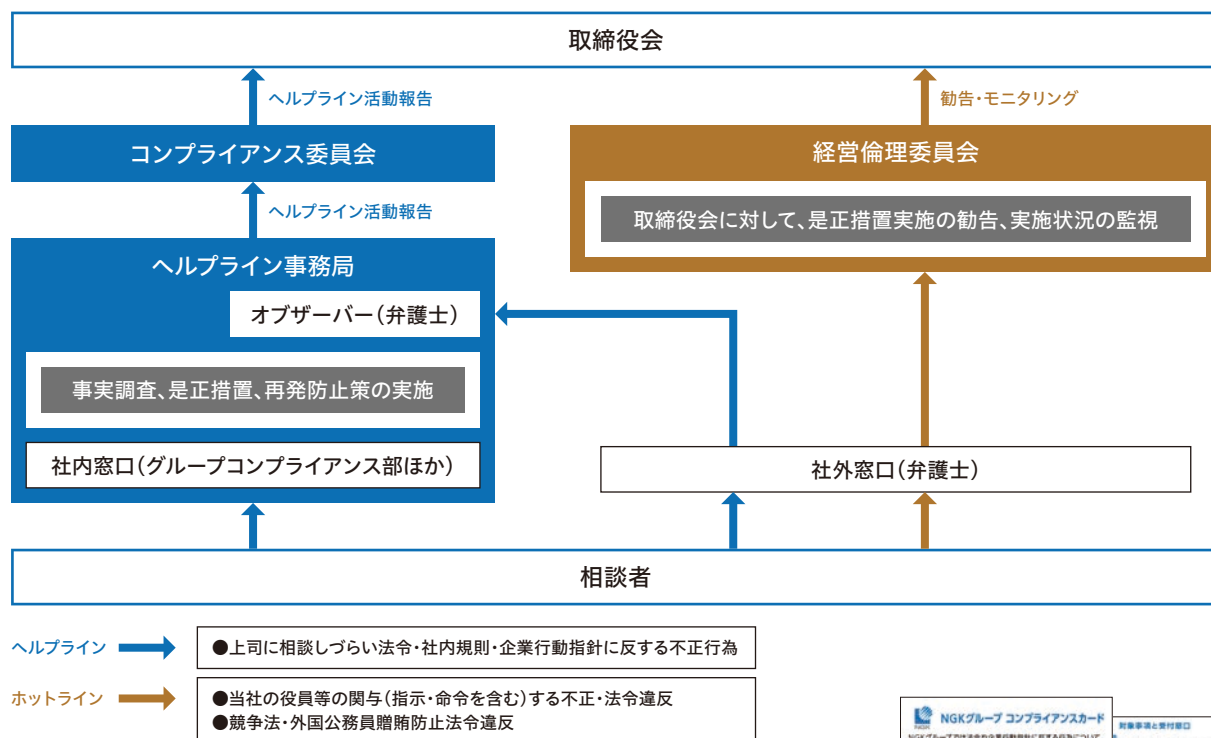 取締役会
ヘルプライン活動報告
勧告・モニタリング
コンプライアンス委員会
経営倫理委員会
ヘルプライン活動報告
取締役会に対して、是正措置実施の勧告、実施状況の監視
ヘルプライン事務局
オブザーバー（弁護士）
事実調査、是正措置、再発防止策の実施
社内窓口（グループコンプライアンス部ほか）
社外窓口（弁護士）
相談者
ヘルプライン
●上司に相談しづらい法令・社内規則・企業行動指針に反する不正行為
ホットライン
●当社の役員等の関与（指示・命令を含む）する不正・法令違反
●競争法・外国公務員贈賄防止法令違反
NGK
NGKグループ コンプライアンスカード
対象事項と受付窓口